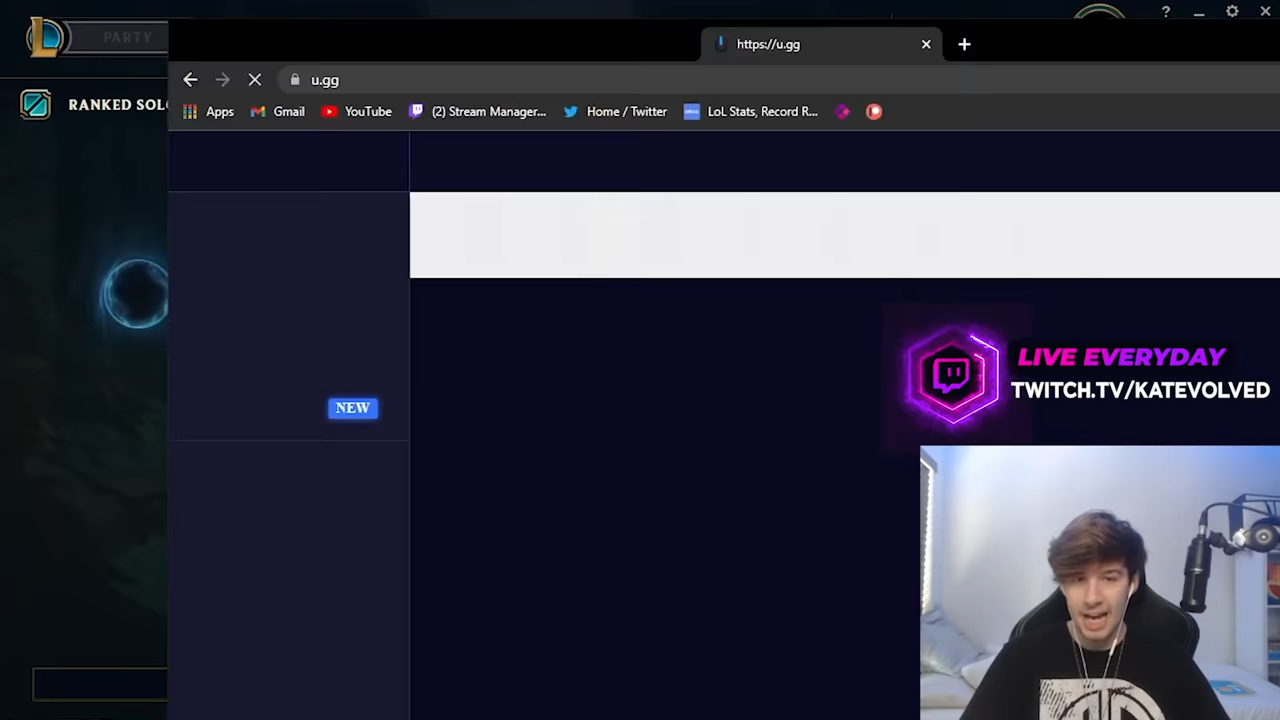 PARTY
RANKED SOLO
https://u.gg
u.gg
Apps
Gmail
YouTube
(2) Stream Manager...
Home / Twitter
LoL Stats, Record R...
NEW
LIVE EVERYDAY
TWITCH.TV/KATEVOLVED